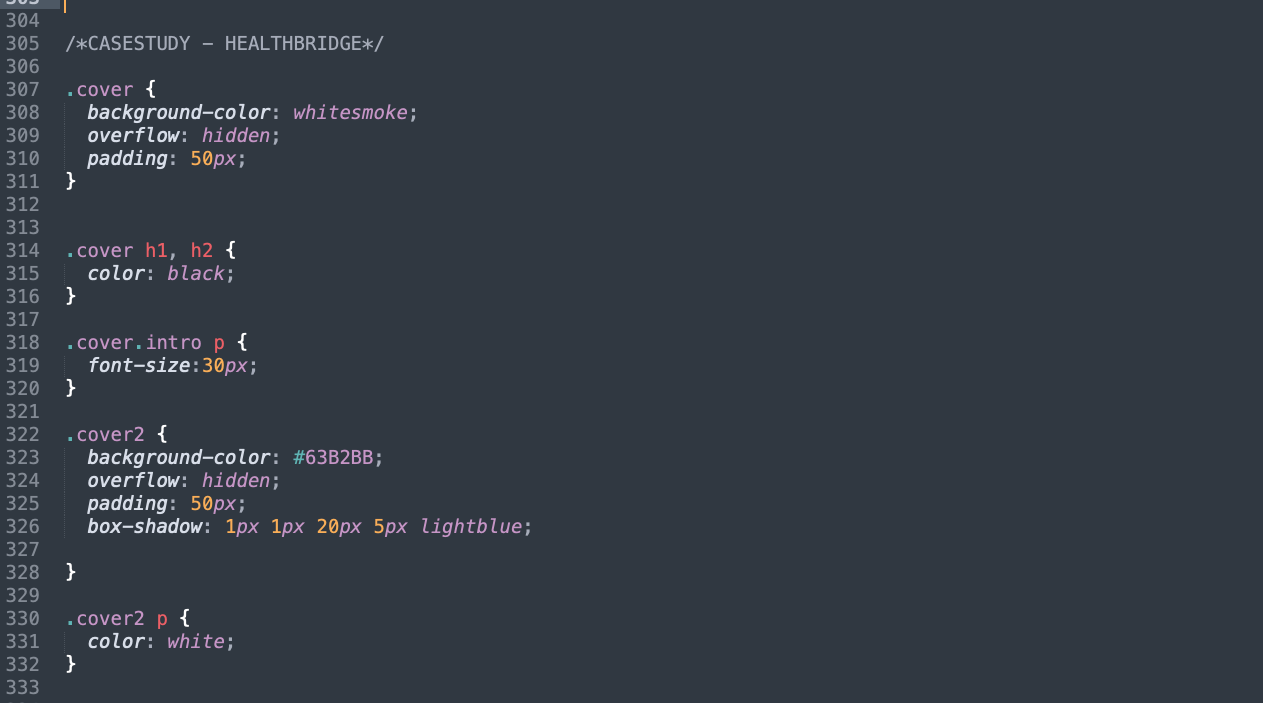 303
304
305 /*CASESTUDY - HEALTHBRIDGE*/
306
307 .cover {
308 background-color: whitesmoke;
309 overflow: hidden;
310 padding: 50px;
311 }
312
313
314 .cover h1, h2 {
315 color: black;
316 }
317
318 .cover.intro p {
319 font-size:30px;
320 }
321
322 .cover2 {
323 background-color: #63B2BB;
324 overflow: hidden;
325 padding: 50px;
326 box-shadow: 1px 1px 20px 5px lightblue;
327
328 }
329
330 .cover2 p {
331 color: white;
332 }
333